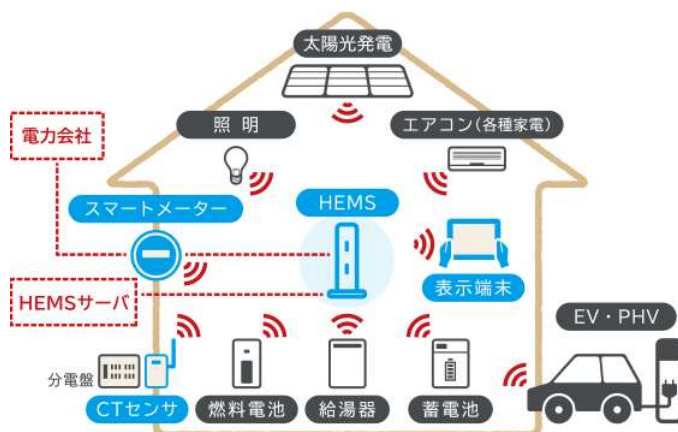 太陽光発電
照明
エアコン(各種家電)
電力会社
スマートメーター
HEMS
HEMSサーバ
表示端末
EV・PHV
分電盤
CTセンサ
燃料電池
給湯器
蓄電池